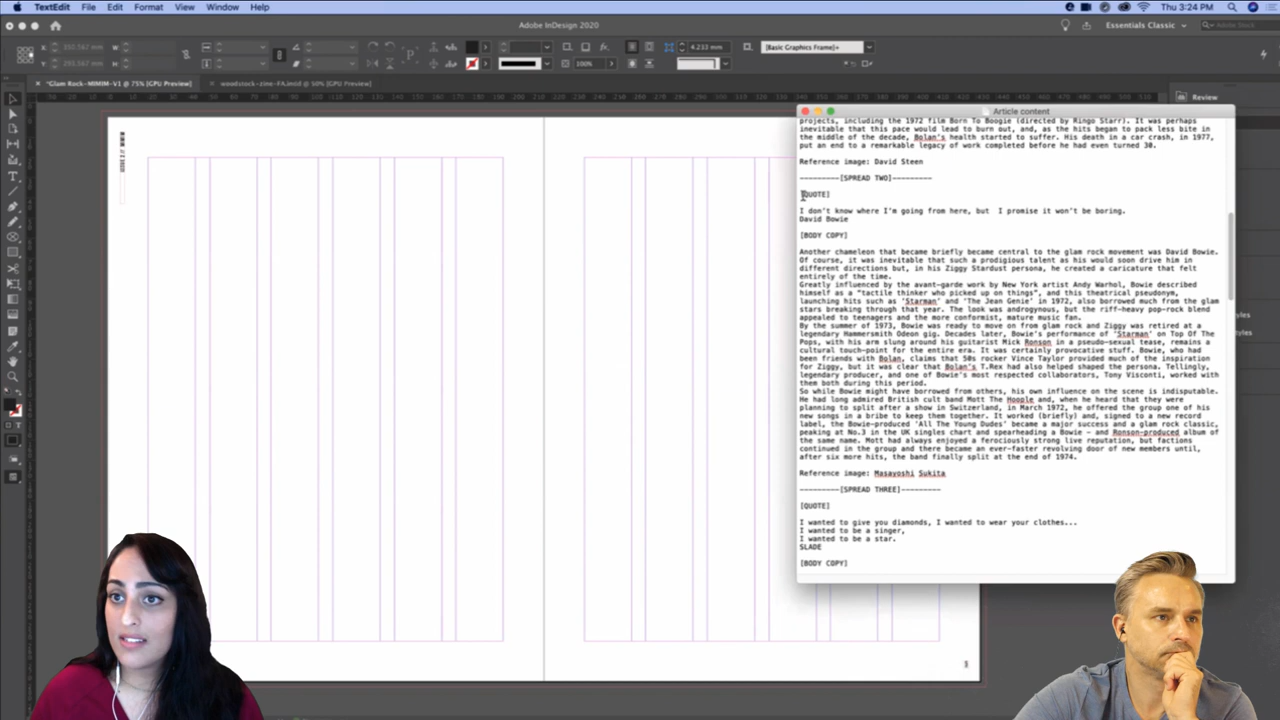 TextEdit File Edit Format View Window Help
Thu 3:24 PM
Adobe InDesign 2020
Essentials Classic
Adobe Stock
4.233 mm
[Basic Graphics Frame]+
100%
*Glam Rock-MIMIM-V1 @ 75% [GPU Preview]
woodstock-zine-FA.indd @ 50% [GPU Preview]
Review
Article content
projects, including the 1972 film Born To Boogie (directed by Ringo Starr). It was perhaps
inevitable that this pace would lead to burn out, and, as the hits began to pack less bite in
the middle of the decade, Bolan's health started to suffer. His death in a car crash, in 1977,
put an end to a remarkable legacy of work completed before he had even turned 30.
Reference image: David Steen
---------[SPREAD TWO]---------
[QUOTE]
I don't know where I'm going from here, but  I promise it won't be boring.
David Bowie
[BODY COPY]
Another chameleon that became briefly became central to the glam rock movement was David Bowie.
Of course, it was inevitable that such a prodigious talent as his would soon drive him in
different directions but, in his Ziggy Stardust persona, he created a caricature that felt
entirely of the time.
Greatly influenced by the avant-garde work by New York artist Andy Warhol, Bowie described
himself as a "tactile thinker who picked up on things", and this theatrical pseudonym,
launching hits such as 'Starman' and 'The Jean Genie' in 1972, also borrowed much from the glam
stars breaking through that year. The look was androgynous, but the riff-heavy pop-rock blend
appealed to teenagers and the more conformist, mature music fan.
By the summer of 1973, Bowie was ready to move on from glam rock and Ziggy was retired at a
legendary Hammersmith Odeon gig. Decades later, Bowie's performance of 'Starman' on Top Of The
Pops, with his arm slung around his guitarist Mick Ronson in a pseudo-sexual tease, remains a
cultural touch-point for the entire era. It was certainly provocative stuff. Bowie, who had
been friends with Bolan, claims that 50s rocker Vince Taylor provided much of the inspiration
for Ziggy, but it was clear that Bolan's T.Rex had also helped shaped the persona. Tellingly,
legendary producer, and one of Bowie's most respected collaborators, Tony Visconti, worked with
them both during this period.
So while Bowie might have borrowed from others, his own influence on the scene is indisputable.
He had long admired British cult band Mott The Hoople and, when he heard that they were
planning to split after a show in Switzerland, in March 1972, he offered the group one of his
new songs in a bribe to keep them together. It worked (briefly) and, signed to a new record
label, the Bowie-produced 'All The Young Dudes' became a major success and a glam rock classic,
peaking at No.3 in the UK singles chart and spearheading a Bowie – and Ronson-produced album of
the same name. Mott had always enjoyed a ferociously strong live reputation, but factions
continued in the group and there became an ever-faster revolving door of new members until,
after six more hits, the band finally split at the end of 1974.
Reference image: Masayoshi Sukita
---------[SPREAD THREE]---------
[QUOTE]
I wanted to give you diamonds, I wanted to wear your clothes...
I wanted to be a singer,
I wanted to be a star.
SLADE
[BODY COPY]